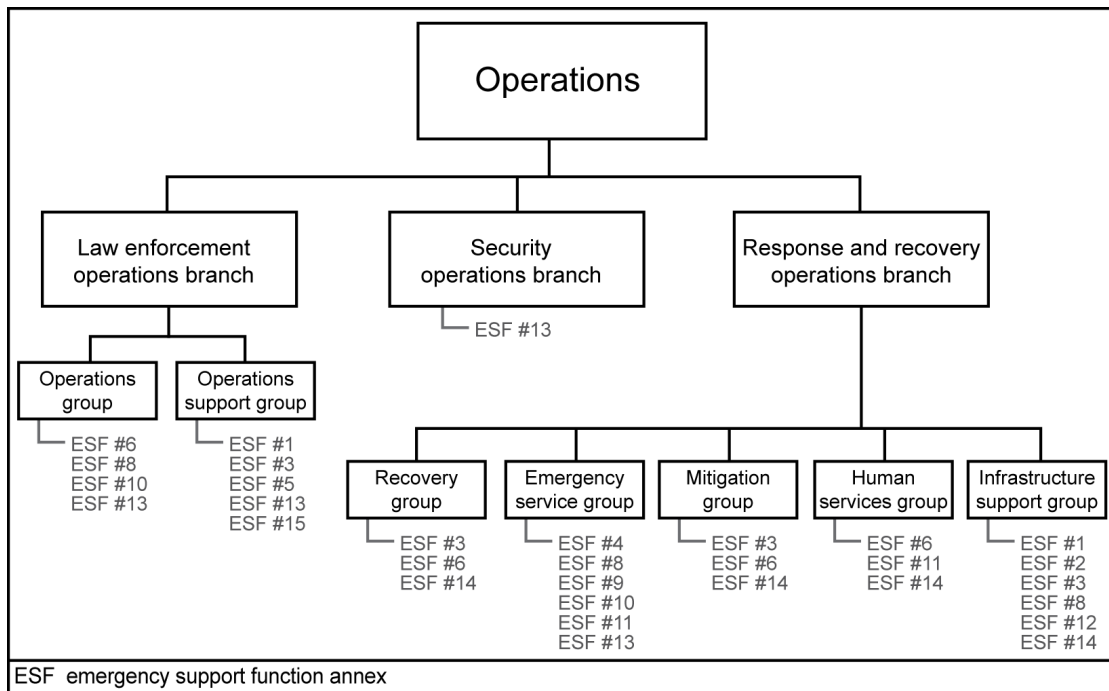 Operations
Law enforcement
operations branch
Security
operations branch
Response and recovery
operations branch
ESF #13
Operations
group
Operations
support group
ESF #6
ESF #8
ESF #10
ESF #13
ESF #1
ESF #3
ESF #5
ESF #13
ESF #15
Recovery
group
Emergency
service group
Mitigation
group
Human
services group
Infrastructure
support group
ESF #3
ESF #6
ESF #14
ESF #4
ESF #8
ESF #9
ESF #10
ESF #11
ESF #13
ESF #3
ESF #6
ESF #14
ESF #6
ESF #11
ESF #14
ESF #1
ESF #2
ESF #3
ESF #8
ESF #12
ESF #14
ESF emergency support function annex